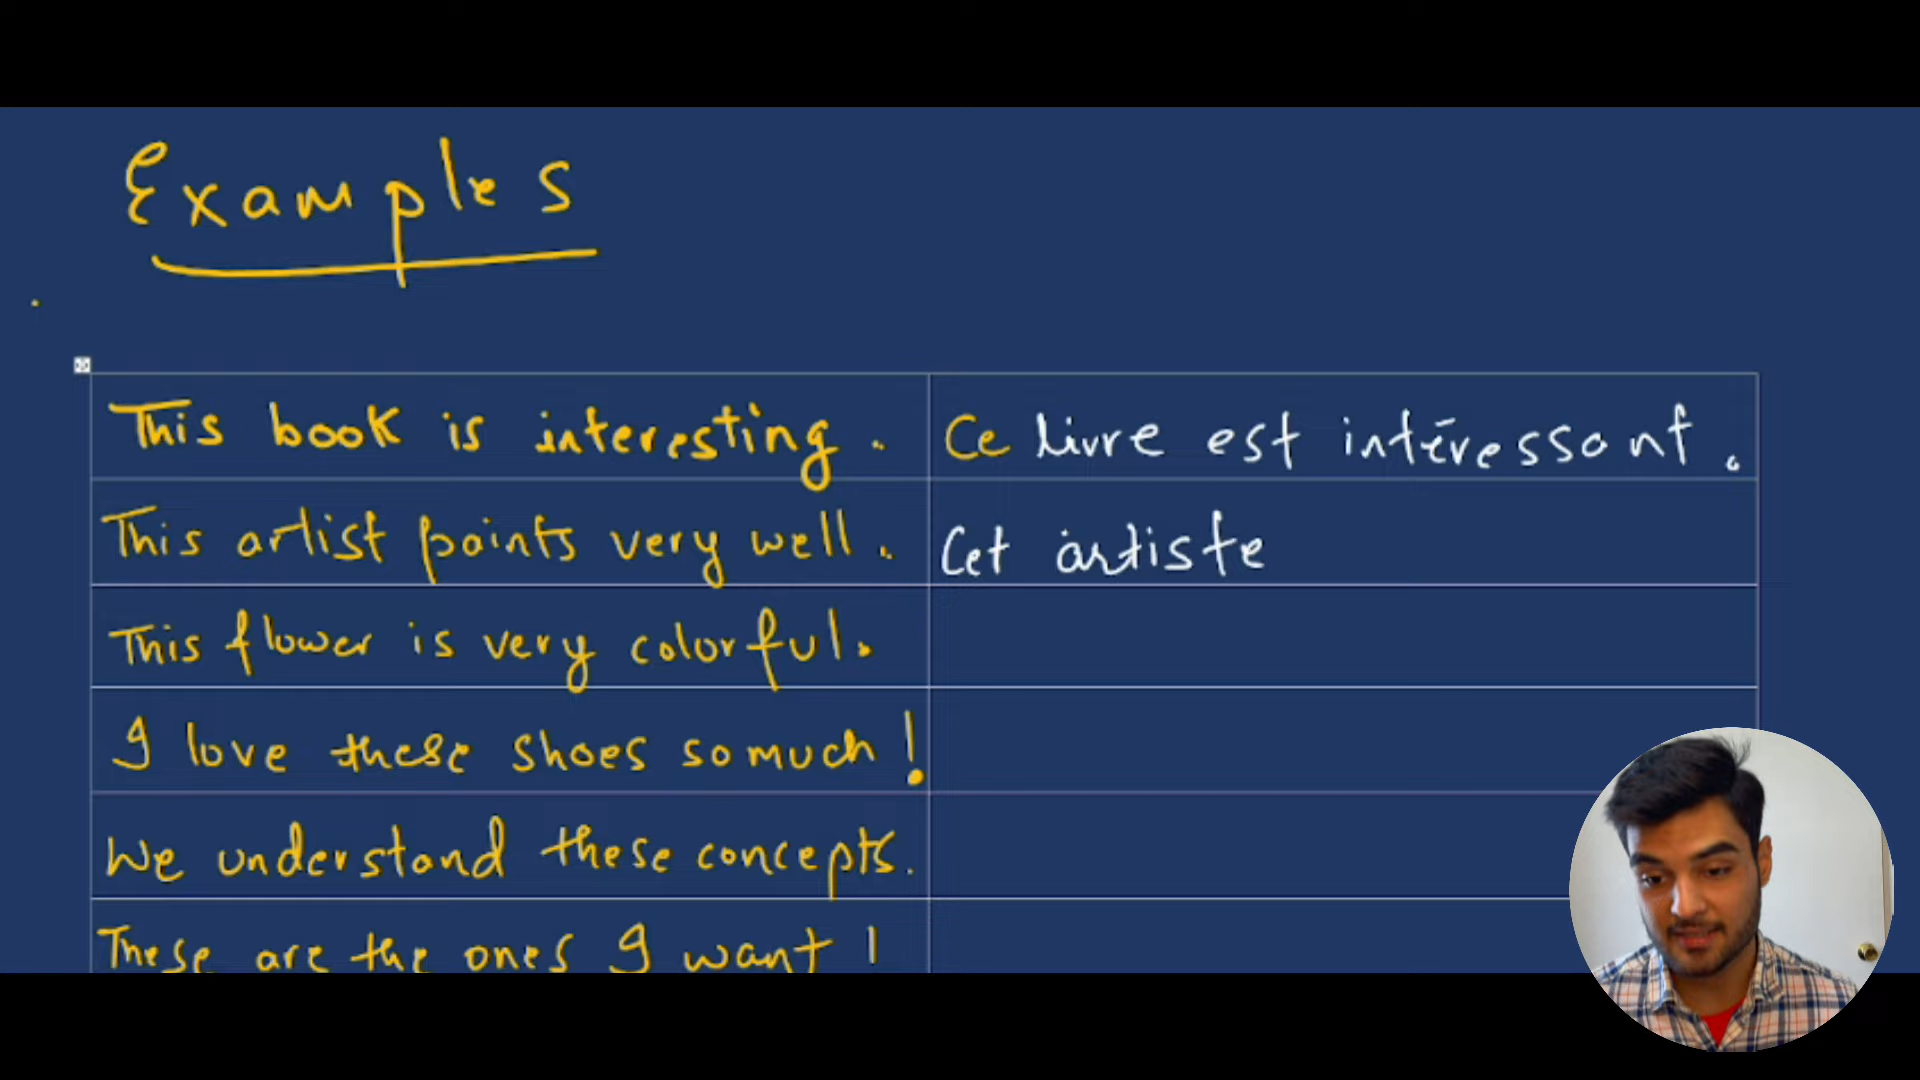 Examples
This book is interesting. Ce livre est intéressant.
This artist paints very well. Cet artiste
This flower is very colorful.
I love these shoes so much!
We understand these concepts.
These are the ones I want !